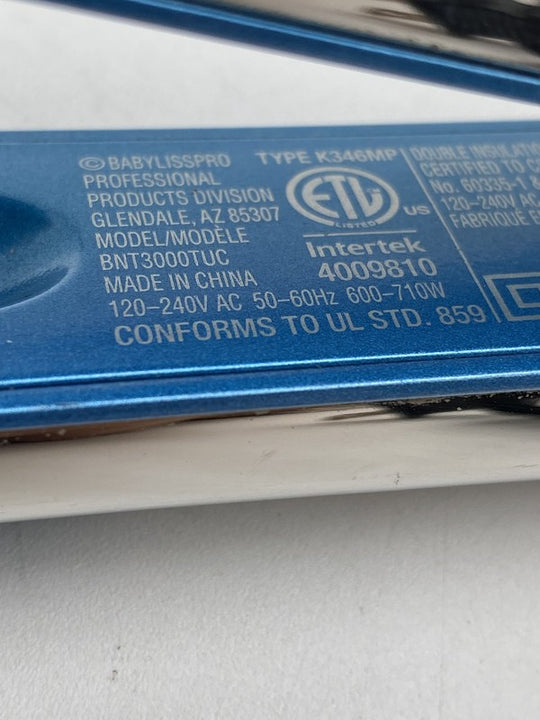 © BABYLISSPRO
PROFESSIONAL
PRODUCTS DIVISION
GLENDALE, AZ 85307
MODEL/MODÈLE
BNT3000TUC
MADE IN CHINA
120-240V AC 50-60Hz 600-710W
CONFORMS TO UL STD. 859
TYPE K346MP
ETL
LISTED
US
Intertek
4009810
DOUBLE
CERTIFIED TO
No. 60335-1
120-240V AC
FABRIQUÉ